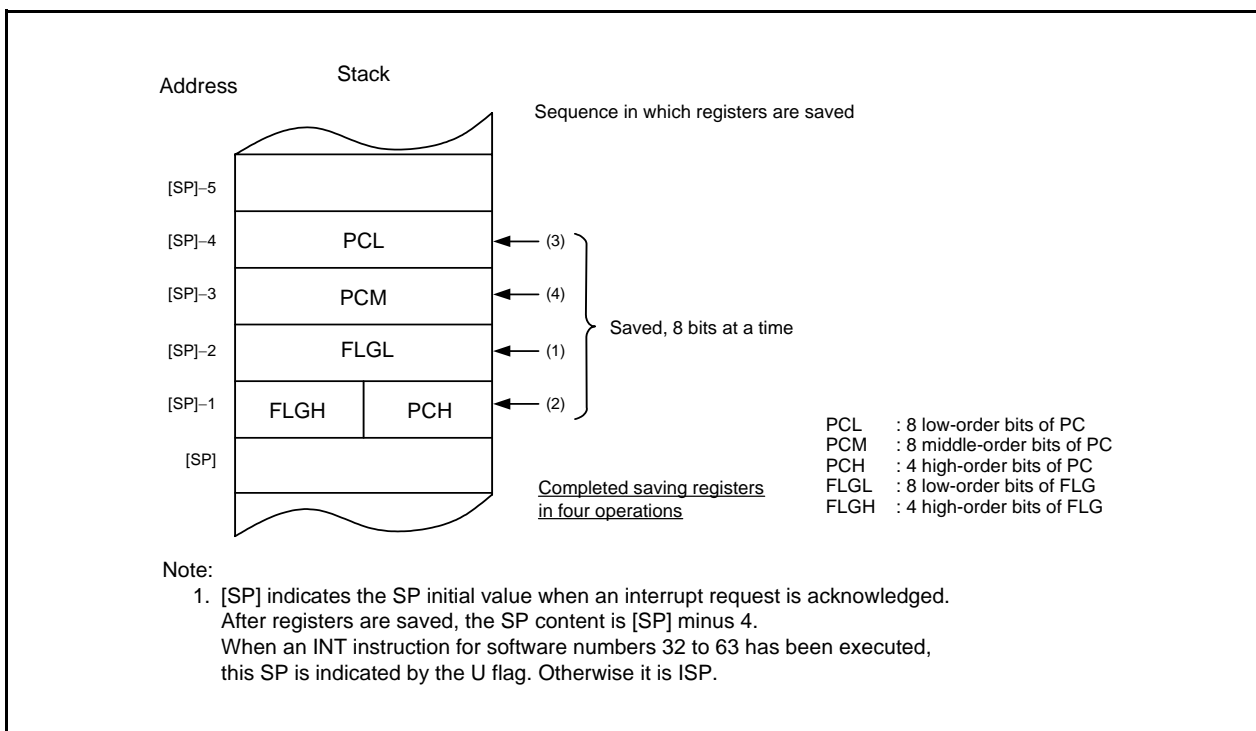 Stack
Address
Sequence in which registers are saved
[SP]−5
[SP]−4 PCL (3)
[SP]−3 PCM (4)
Saved, 8 bits at a time
[SP]−2 FLGL (1)
[SP]−1 FLGH PCH (2)
[SP]
PCL : 8 low-order bits of PC
PCM : 8 middle-order bits of PC
PCH : 4 high-order bits of PC
FLGL : 8 low-order bits of FLG
FLGH : 4 high-order bits of FLG
Completed saving registers
in four operations
Note:
1. [SP] indicates the SP initial value when an interrupt request is acknowledged.
After registers are saved, the SP content is [SP] minus 4.
When an INT instruction for software numbers 32 to 63 has been executed,
this SP is indicated by the U flag. Otherwise it is ISP.